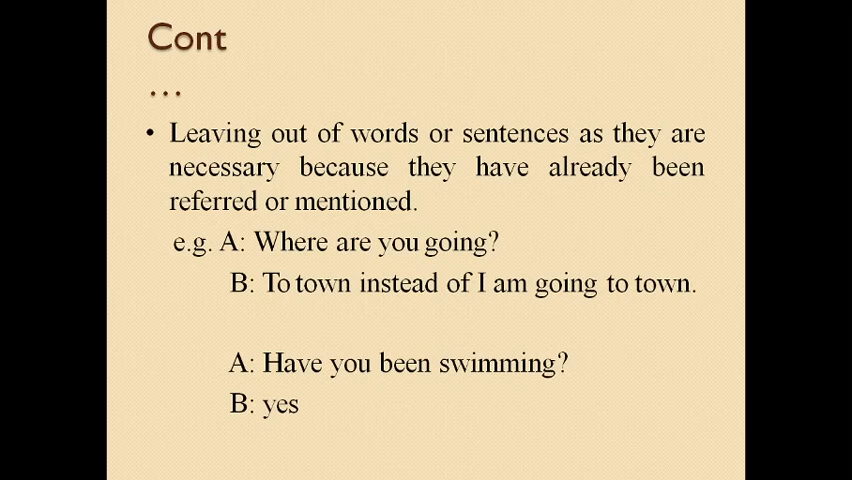 Cont
…
• Leaving out of words or sentences as they are
necessary because they have already been
referred or mentioned.
e.g. A: Where are you going?
B: To town instead of I am going to town.
A: Have you been swimming?
B: yes